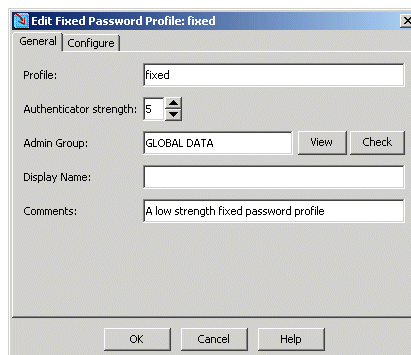 Edit Fixed Password Profile: fixed
General Configure
Profile: fixed
Authenticator strength: 5
Admin Group: GLOBAL DATA View Check
Display Name:
Comments: A low strength fixed password profile
OK Cancel Help